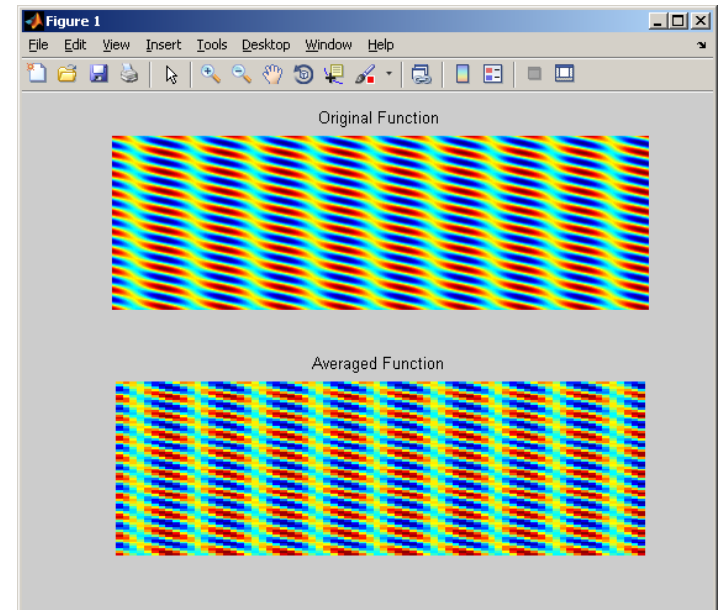 Figure 1
File Edit View Insert Tools Desktop Window Help
Original Function
Averaged Function